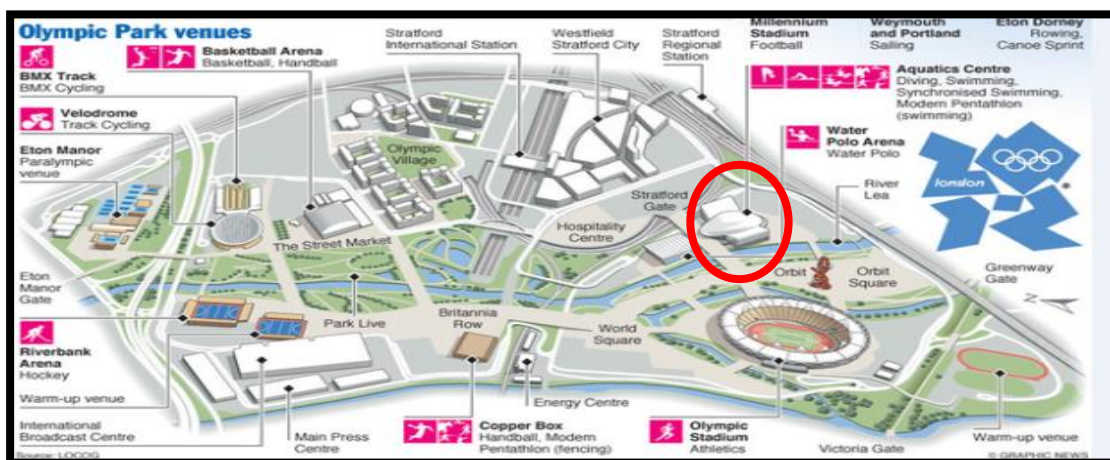 Olympic Park venues
BMX Track
BMX Cycling
Basketball Arena
Basketball, Handball
Stratford
International Station
Westfield
Stratford City
Stratford
Regional
Station
Millennium
Stadium
Football
Weymouth
and Portland
Sailing
Eton Dorney
Rowing,
Canoe Sprint
Velodrome
Track Cycling
Aquatics Centre
Diving, Swimming,
Synchronised Swimming,
Modern Pentathlon
(swimming)
Eton Manor
Paralympic
venue
Olympic
Village
Water
Polo Arena
Water Polo
london
River
Lea
Stratford
Gate
Hospitality
Centre
The Street Market
Eton
Manor
Gate
Orbit
Orbit
Square
Greenway
Gate
N
Park Live
Britannia
Row
World
Square
Riverbank
Arena
Hockey
Warm-up venue
International
Broadcast Centre
Main Press
Centre
Energy Centre
Copper Box
Handball, Modern
Pentathlon (fencing)
Olympic
Stadium
Athletics
Victoria Gate
Warm-up venue
Source: LOCOG
© GRAPHIC NEWS